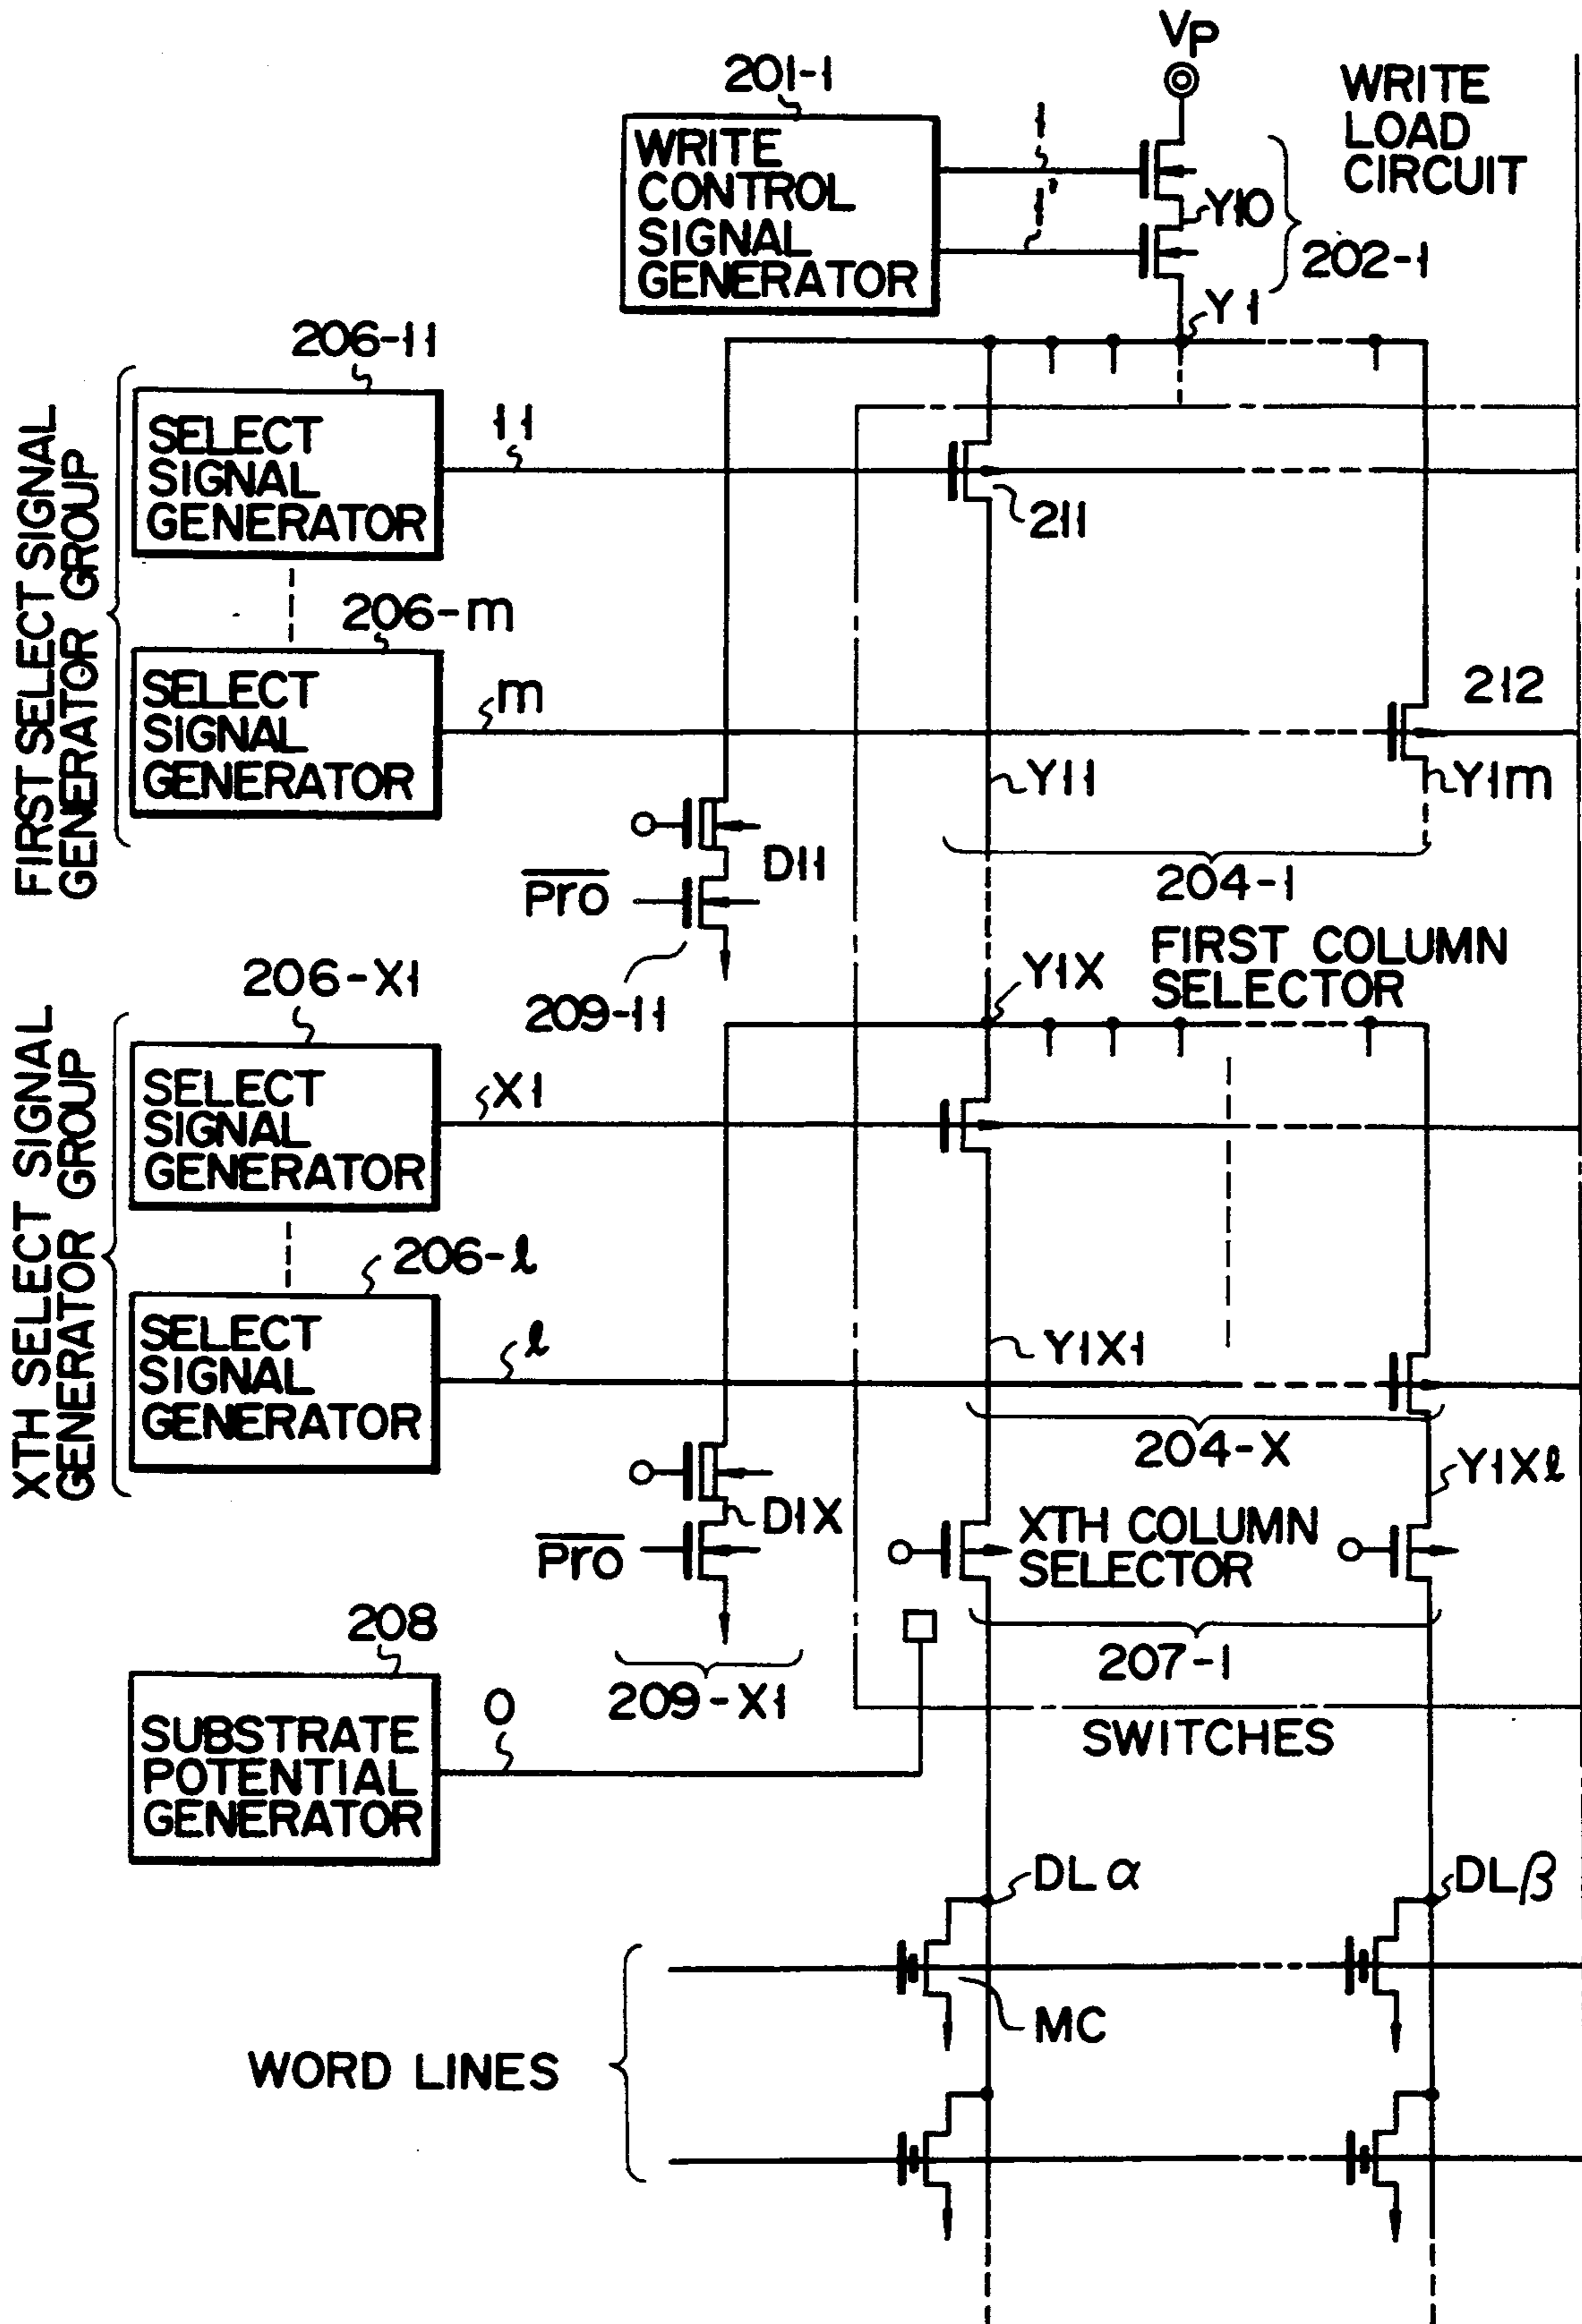 VP
201-1
WRITE
LOAD
CIRCUIT
WRITE
CONTROL
SIGNAL
GENERATOR
1
1'
Y10
202-1
Y1
206-11
FIRST SELECT SIGNAL
GENERATOR GROUP
SELECT
SIGNAL
GENERATOR
11
211
206-m
SELECT
SIGNAL
GENERATOR
m
212
Y11
Y1m
D11
Pro
204-1
209-11
FIRST COLUMN
SELECTOR
Y1X
206-X1
XTH SELECT SIGNAL
GENERATOR GROUP
SELECT
SIGNAL
GENERATOR
X1
206-ℓ
SELECT
SIGNAL
GENERATOR
ℓ
Y1X1
204-X
Y1Xℓ
D1X
Pro
XTH COLUMN
SELECTOR
208
209-X1
207-1
SUBSTRATE
POTENTIAL
GENERATOR
0
SWITCHES
DLα
DLβ
MC
WORD LINES